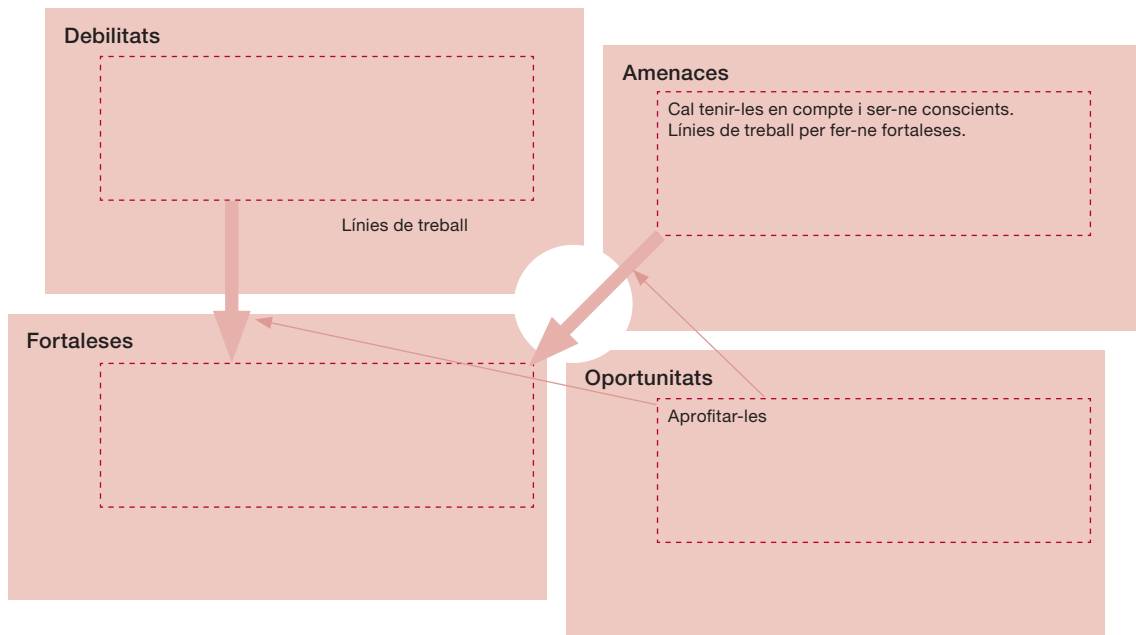 Debilitats
Línies de treball
Amenaces
Cal tenir-les en compte i ser-ne conscients.
Línies de treball per fer-ne fortaleses.
Fortaleses
Oportunitats
Aprofitar-les